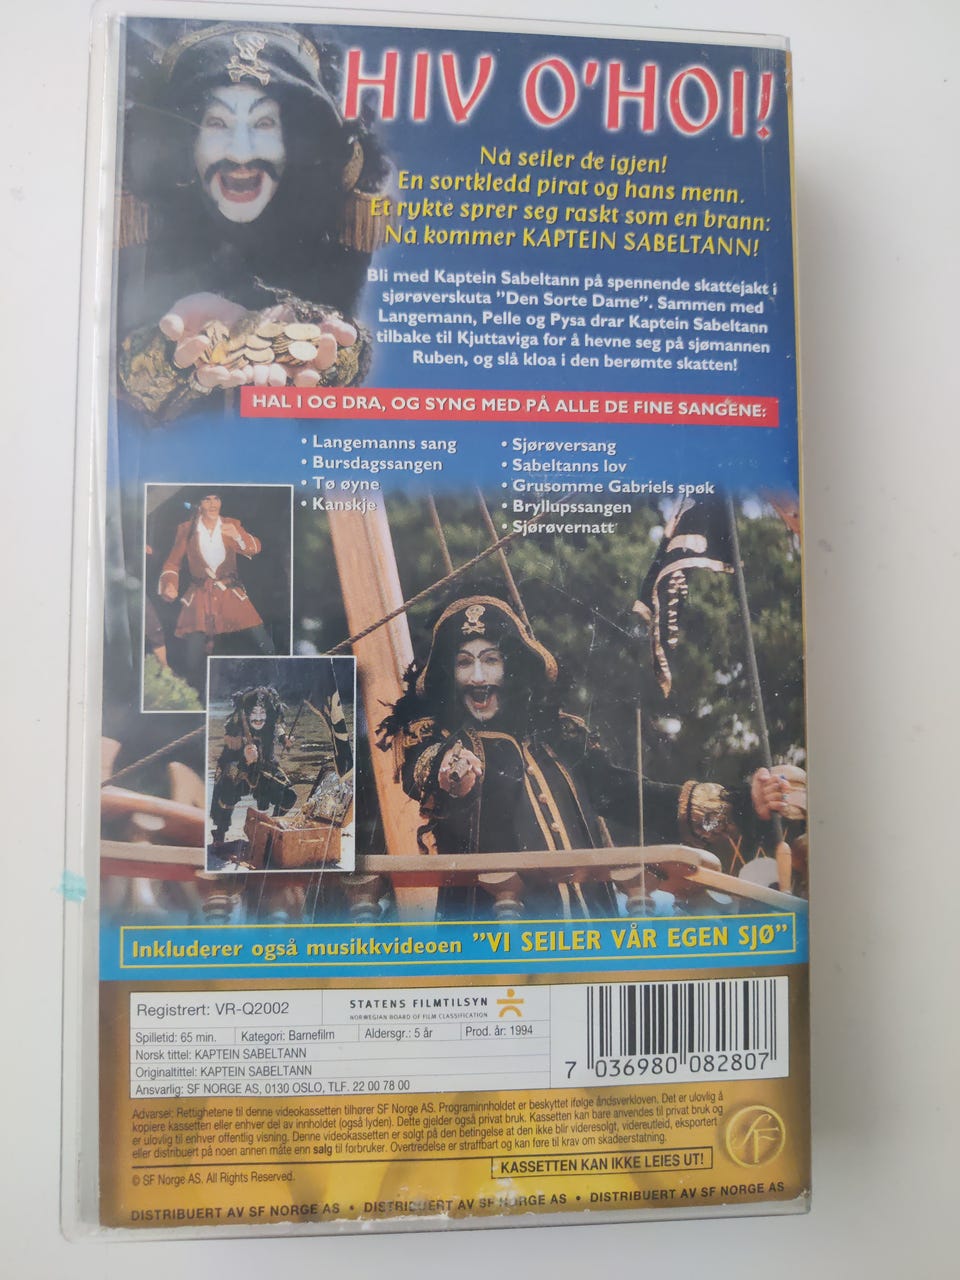 HIV O'HOI!
Nå seiler de igjen!
En sortkledd pirat og hans menn.
Et rykte sprer seg raskt som en brann:
Nå kommer KAPTEIN SABELTANN!
Bli med Kaptein Sabeltann på spennende skattejakt i
sjørøverskuta "Den Sorte Dame". Sammen med
Langemann, Pelle og Pysa drar Kaptein Sabeltann
tilbake til Kjuttaviga for å hevne seg på sjømannen
Ruben, og slå kloa i den berømte skatten!
HAL I OG DRA, OG SYNG MED PÅ ALLE DE FINE SANGENE:
• Langemanns sang
• Bursdagssangen
• Tø øyne
• Kanskje
• Sjørøversang
• Sabeltanns lov
• Grusomme Gabriels spøk
• Bryllupssangen
• Sjørøvernatt
Inkluderer også musikkvideoen "VI SEILER VÅR EGEN SJØ"
Registrert: VR-Q2002
STATENS FILMTILSYN
NORWEGIAN BOARD OF FILM CLASSIFICATION
Spilletid: 65 min. Kategori: Barnefilm Aldersgr.: 5 år Prod. år: 1994
Norsk tittel: KAPTEIN SABELTANN
Originaltittel: KAPTEIN SABELTANN
Ansvarlig: SF NORGE AS, 0130 OSLO, TLF. 22 00 78 00
7 036980 082807
Advarsel: Rettighetene til denne videokassetten tilhører SF Norge AS. Programinnholdet er beskyttet ifølge åndsverkloven. Det er ulovlig å
kopiere kassetten eller enhver del av innholdet (også lyden). Dette gjelder også privat bruk. Kassetten kan bare anvendes til privat bruk og
er ulovlig til enhver offentlig visning. Denne videokassetten er solgt på den betingelse at den ikke blir videresolgt, videreutleid, eksportert
eller distribuert på noen annen måte enn salg til forbruker. Overtredelse er straffbart og kan føre til krav om skadeerstatning.
SF
KASSETTEN KAN IKKE LEIES UT!
© SF Norge AS. All Rights Reserved.
DISTRIBUERT AV SF NORGE AS • DISTRIBUERT AV SF NORGE AS • DISTRIBUERT AV SF NORGE AS